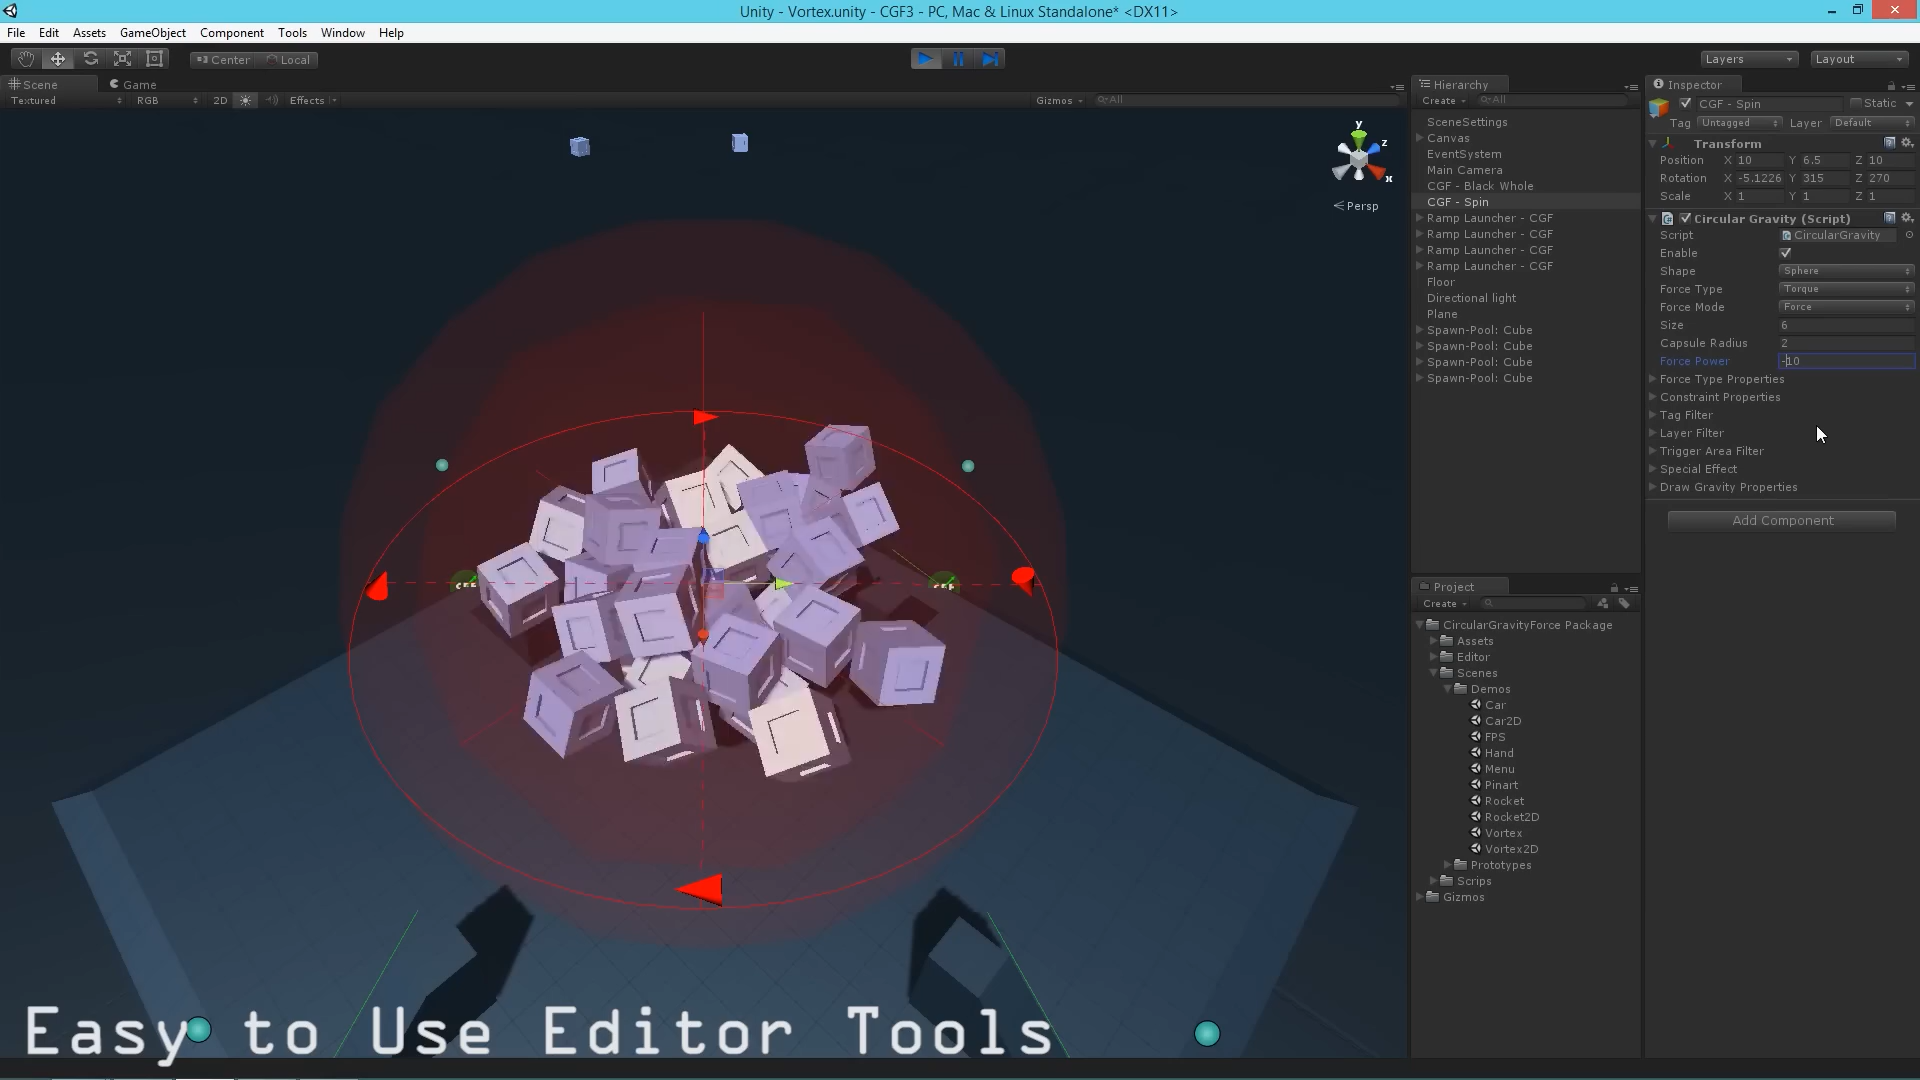 Unity - Vortex.unity - CGF3 - PC, Mac & Linux Standalone* <DX11>
File Edit Assets GameObject Component Tools Window Help
Center Local
Layers Layout
Scene Game
Textured RGB 2D Effects Gizmos All
y
z
x
Persp
CGF CGF
Easy to Use Editor Tools
Hierarchy
Create All
SceneSettings
Canvas
EventSystem
Main Camera
CGF - Black Whole
CGF - Spin
Ramp Launcher - CGF
Ramp Launcher - CGF
Ramp Launcher - CGF
Ramp Launcher - CGF
Floor
Directional light
Plane
Spawn-Pool: Cube
Spawn-Pool: Cube
Spawn-Pool: Cube
Spawn-Pool: Cube
Project
Create
CircularGravityForce Package
Assets
Editor
Scenes
Demos
Car
Car2D
FPS
Hand
Menu
Pinart
Rocket
Rocket2D
Vortex
Vortex2D
Prototypes
Scrips
Gizmos
Inspector
CGF - Spin Static
Tag Untagged Layer Default
Transform
Position X 10 Y 6.5 Z 10
Rotation X -5.1226 Y 315 Z 270
Scale X 1 Y 1 Z 1
Circular Gravity (Script)
Script CircularGravity
Enable
Shape Sphere
Force Type Torque
Force Mode Force
Size 6
Capsule Radius 2
Force Power -10
Force Type Properties
Constraint Properties
Tag Filter
Layer Filter
Trigger Area Filter
Special Effect
Draw Gravity Properties
Add Component